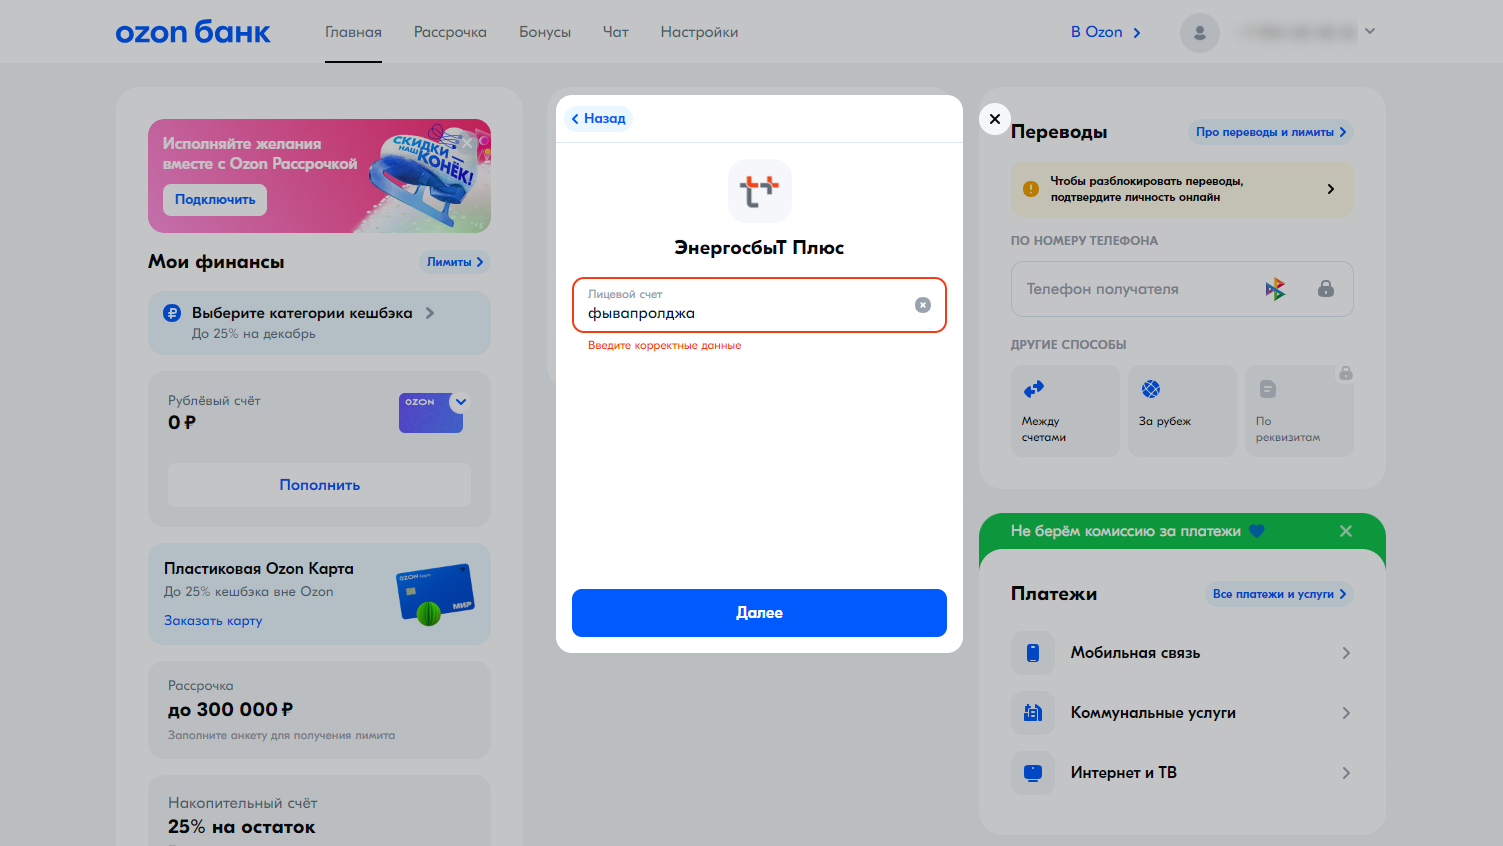 ozon банк
Главная
Рассрочка
Бонусы
Чат
Настройки
В Ozon
Исполняйте желания
вместе с Ozon Рассрочкой
Подключить
СКИДКИ
НАШ
КОНЁК!
Мои финансы
Лимиты
Выберите категории кешбэка
До 25% на декабрь
Рублёвый счёт
0 ₽
OZON
Пополнить
Пластиковая Ozon Карта
До 25% кешбэка вне Ozon
Заказать карту
OZON
МИР
Рассрочка
до 300 000 ₽
Заполните анкету для получения лимита
Накопительный счёт
25% на остаток
Назад
ЭнергосбыТ Плюс
Лицевой счет
фывапролджа
Введите корректные данные
Далее
Переводы
Про переводы и лимиты
Чтобы разблокировать переводы,
подтвердите личность онлайн
ПО НОМЕРУ ТЕЛЕФОНА
Телефон получателя
ДРУГИЕ СПОСОБЫ
Между
счетами
За рубеж
По
реквизитам
Не берём комиссию за платежи
Платежи
Все платежи и услуги
Мобильная связь
Коммунальные услуги
Интернет и ТВ